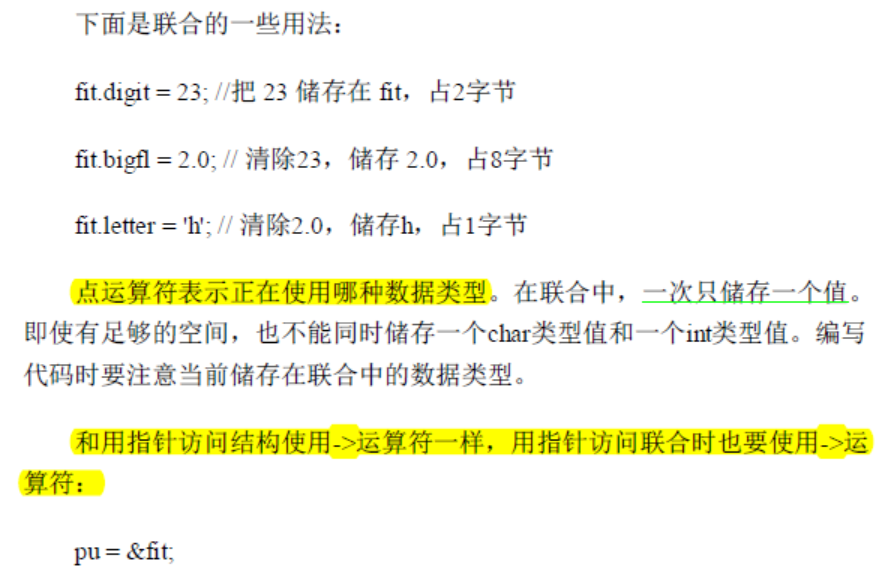 下面是联合的一些用法：
fit.digit = 23; //把 23 储存在 fit，占2字节
fit.bigfl = 2.0; // 清除23，储存 2.0，占8字节
fit.letter = 'h'; // 清除2.0，储存h，占1字节
点运算符表示正在使用哪种数据类型。在联合中，一次只储存一个值。
即使有足够的空间，也不能同时储存一个char类型值和一个int类型值。编写
代码时要注意当前储存在联合中的数据类型。
和用指针访问结构使用->运算符一样，用指针访问联合时也要使用->运
算符：
pu = &fit;